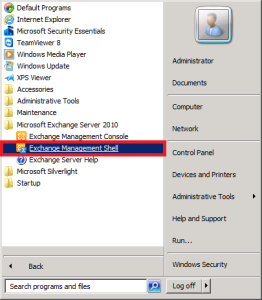 Default Programs
Internet Explorer
Microsoft Security Essentials
TeamViewer 8
Windows Media Player
Windows Update
XPS Viewer
Accessories
Administrative Tools
Maintenance
Microsoft Exchange Server 2010
Exchange Management Console
Exchange Management Shell
Exchange Server Help
Microsoft Silverlight
Startup
Back
Search programs and files
Administrator
Documents
Computer
Network
Control Panel
Devices and Printers
Administrative Tools
Help and Support
Run...
Windows Security
Log off